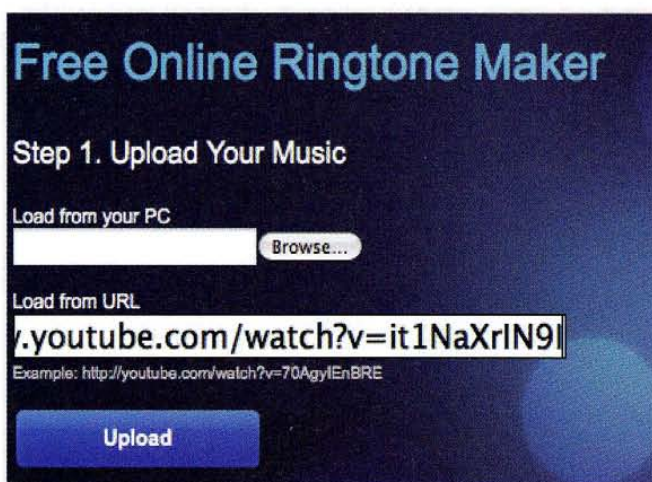 Free Online Ringtone Maker
Step 1. Upload Your Music
Load from your PC
Browse...
Load from URL
y.youtube.com/watch?v=it1NaXrIN9I
Example: http://youtube.com/watch?v=70AgyIEnBRE
Upload